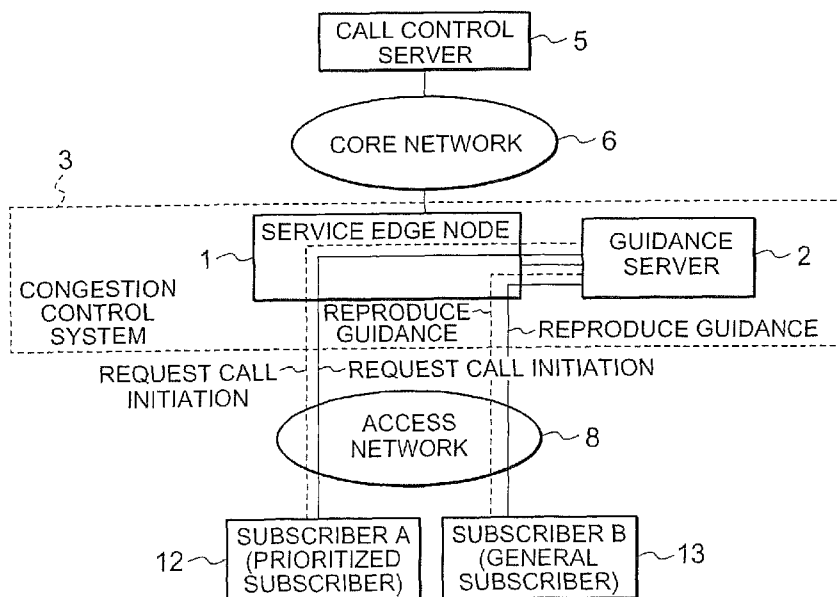 CALL CONTROL
SERVER
5
CORE NETWORK
6
3
SERVICE EDGE NODE
1
GUIDANCE
SERVER
2
CONGESTION
CONTROL
SYSTEM
REPRODUCE
GUIDANCE
REPRODUCE GUIDANCE
REQUEST CALL
INITIATION
REQUEST CALL INITIATION
ACCESS
NETWORK
8
12
SUBSCRIBER A
(PRIORITIZED
SUBSCRIBER)
SUBSCRIBER B
(GENERAL
SUBSCRIBER)
13